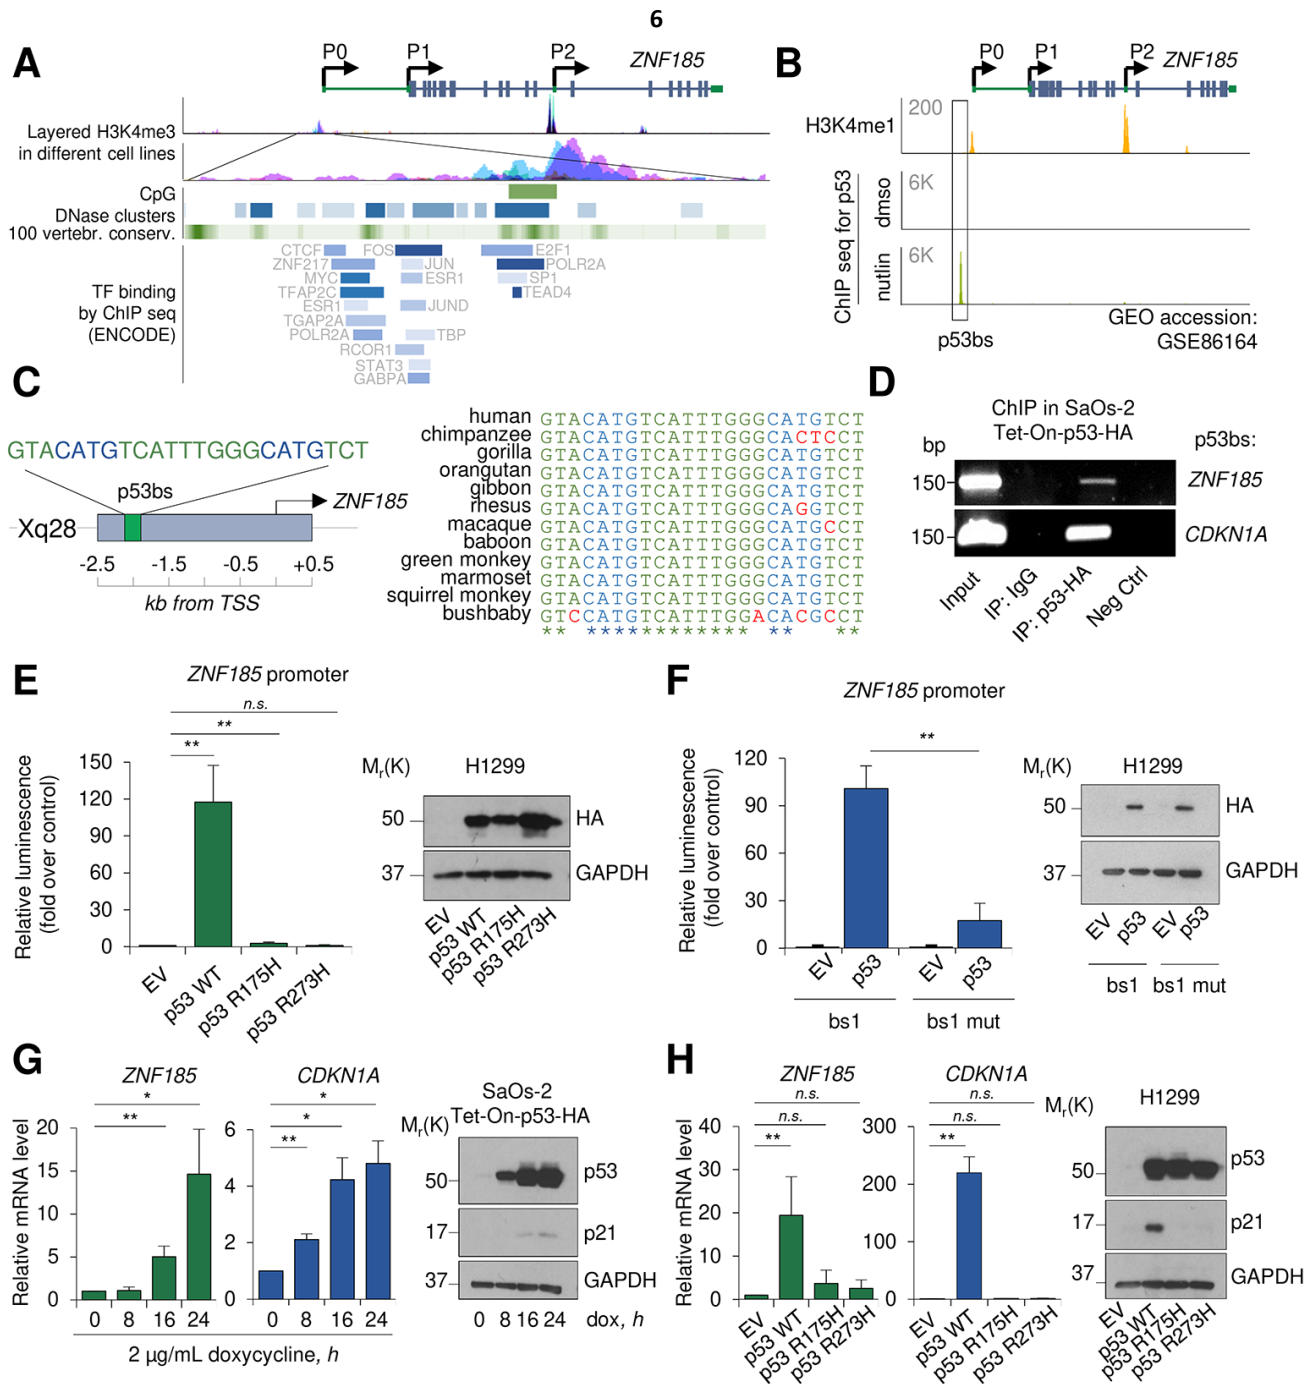 6
A
P0
P1
P2
ZNF185
Layered H3K4me3
in different cell lines
CpG
DNase clusters
100 vertebr. conserv.
TF binding
by ChIP seq
(ENCODE)
CTCF
FOS
E2F1
ZNF217
JUN
POLR2A
MYC
ESR1
SP1
TFAP2C
TEAD4
ESR1
JUND
TGAP2A
POLR2A
TBP
RCOR1
STAT3
GABPA
B
P0
P1
P2
ZNF185
H3K4me1
200
ChIP seq for p53
dmso
6K
nutlin
6K
p53bs
GEO accession:
GSE86164
C
GTACATGTCATTTGGGCATGTCT
p53bs
ZNF185
Xq28
-2.5
-1.5
-0.5
+0.5
kb from TSS
human GTACATGTCATTTGGGCATGTCT
chimpanzee GTACATGTCATTTGGGCACTCCT
gorilla GTACATGTCATTTGGGCATGTCT
orangutan GTACATGTCATTTGGGCATGTCT
gibbon GTACATGTCATTTGGGCATGTCT
rhesus GTACATGTCATTTGGGCAGGTCT
macaque GTACATGTCATTTGGGCATGCCT
baboon GTACATGTCATTTGGGCATGTCT
green monkey GTACATGTCATTTGGGCATGTCT
marmoset GTACATGTCATTTGGGCATGTCT
squirrel monkey GTACATGTCATTTGGGCATGTCT
bushbaby GTCCATGTCATTTGGACACGCCT
** ************ ** **
D
ChIP in SaOs-2
Tet-On-p53-HA
bp
p53bs:
150
ZNF185
150
CDKN1A
Input
IP: IgG
IP: p53-HA
Neg Ctrl
E
ZNF185 promoter
n.s.
**
**
Relative luminescence
(fold over control)
150
120
90
60
30
0
EV
p53 WT
p53 R175H
p53 R273H
Mr(K)
H1299
50
HA
37
GAPDH
EV
p53 WT
p53 R175H
p53 R273H
F
ZNF185 promoter
**
Relative luminescence
(fold over control)
120
90
60
30
0
EV
p53
EV
p53
bs1
bs1 mut
Mr(K)
H1299
50
HA
37
GAPDH
EV
p53
EV
p53
bs1
bs1 mut
G
ZNF185
*
**
Relative mRNA level
20
15
10
5
0
0
8
16
24
CDKN1A
*
*
**
6
4
2
0
0
8
16
24
2 µg/mL doxycycline, h
SaOs-2
Tet-On-p53-HA
Mr(K)
50
p53
17
p21
37
GAPDH
0
8
16
24
dox, h
H
ZNF185
n.s.
n.s.
**
Relative mRNA level
40
30
20
10
0
EV
p53 WT
p53 R175H
p53 R273H
CDKN1A
n.s.
n.s.
**
300
200
100
0
EV
p53 WT
p53 R175H
p53 R273H
Mr(K)
H1299
50
p53
17
p21
37
GAPDH
EV
p53 WT
p53 R175H
p53 R273H